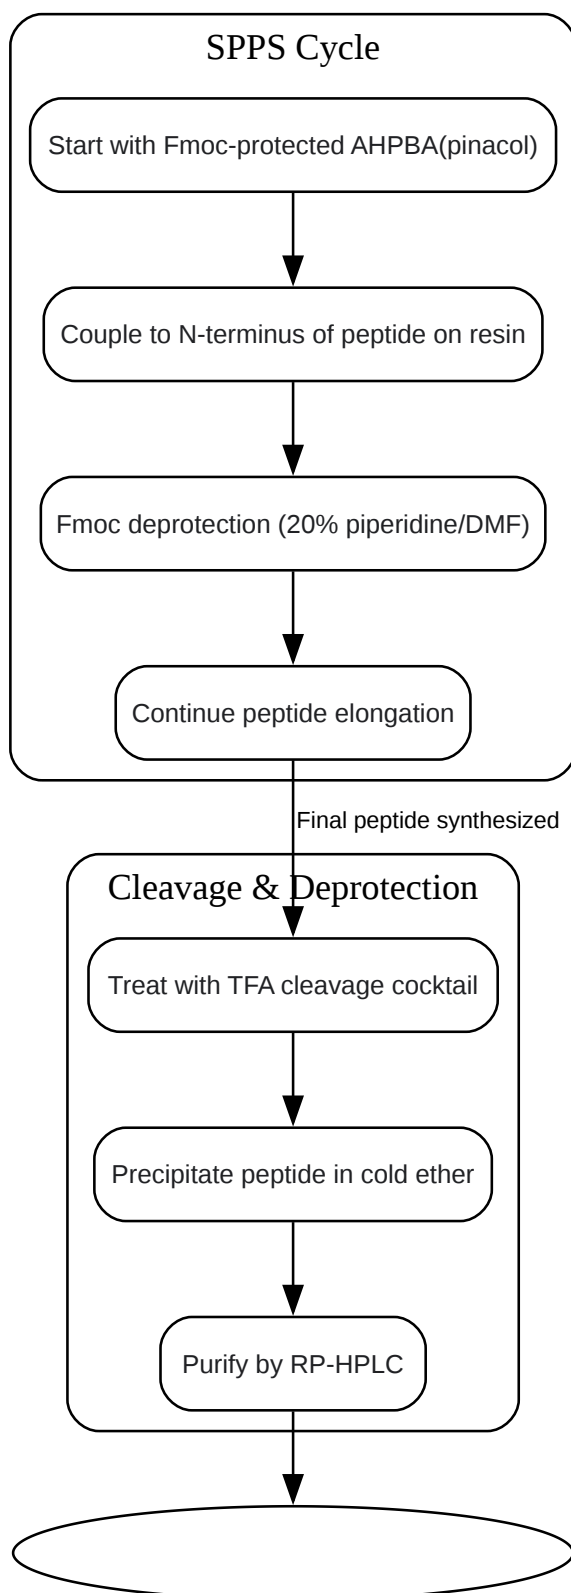 SPPS Cycle
Start with Fmoc-protected AHPBA(pinacol)
Couple to N-terminus of peptide on resin
Fmoc deprotection (20% piperidine/DMF)
Continue peptide elongation
Final peptide synthesized
Cleavage & Deprotection
Treat with TFA cleavage cocktail
Precipitate peptide in cold ether
Purify by RP-HPLC